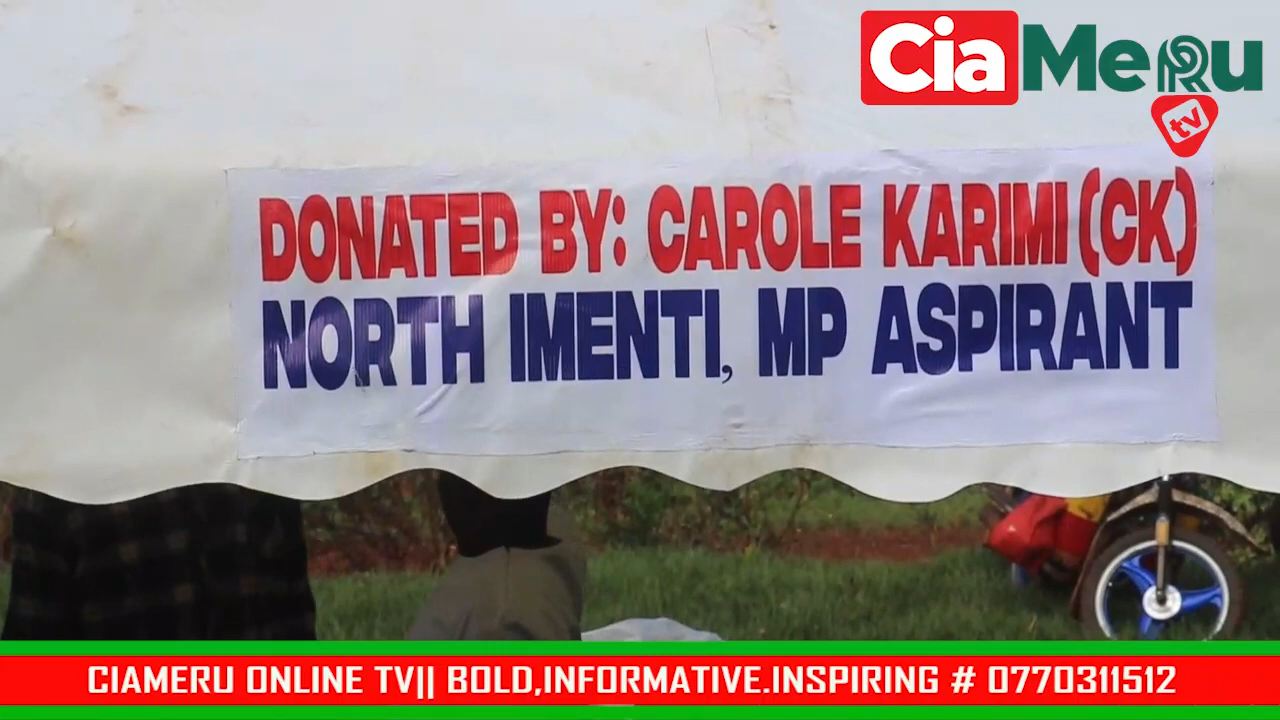 CiaMeru
tv
DONATED BY: CAROLE KARIMI (CK)
NORTH IMENTI, MP ASPIRANT
CIAMERU ONLINE TV|| BOLD,INFORMATIVE.INSPIRING # 0770311512